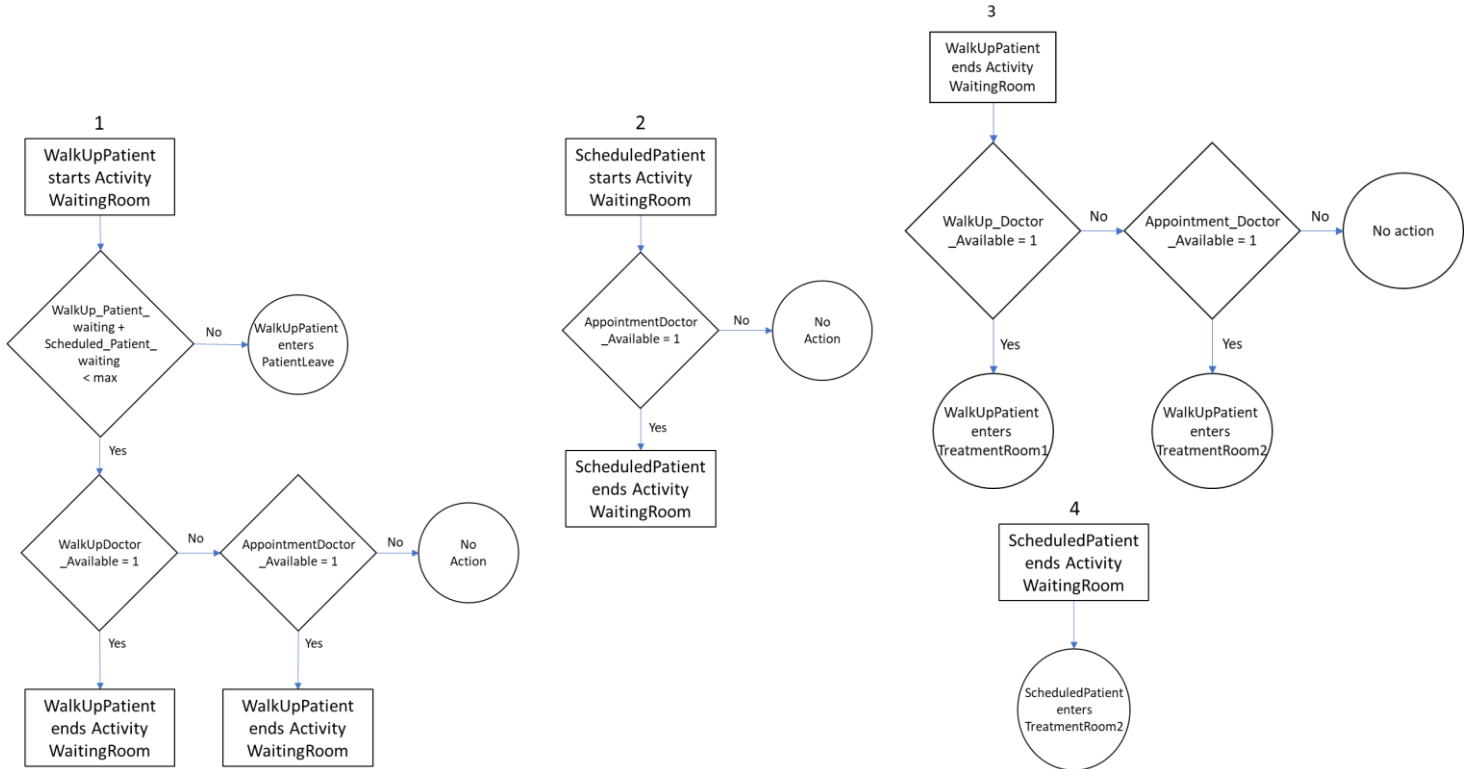 1
WalkUpPatient
starts Activity
WaitingRoom
WalkUp_Patient_
waiting +
Scheduled_Patient_
waiting
< max
No
WalkUpPatient
enters
PatientLeave
Yes
WalkUpDoctor
_Available = 1
No
AppointmentDoctor
_Available = 1
No
No
Action
Yes
Yes
WalkUpPatient
ends Activity
WaitingRoom
WalkUpPatient
ends Activity
WaitingRoom
2
ScheduledPatient
starts Activity
WaitingRoom
AppointmentDoctor
_Available = 1
No
No
Action
Yes
ScheduledPatient
ends Activity
WaitingRoom
3
WalkUpPatient
ends Activity
WaitingRoom
WalkUp_Doctor
_Available = 1
No
Appointment_Doctor
_Available = 1
No
No action
Yes
Yes
WalkUpPatient
enters
TreatmentRoom1
WalkUpPatient
enters
TreatmentRoom2
4
ScheduledPatient
ends Activity
WaitingRoom
ScheduledPatient
enters
TreatmentRoom2